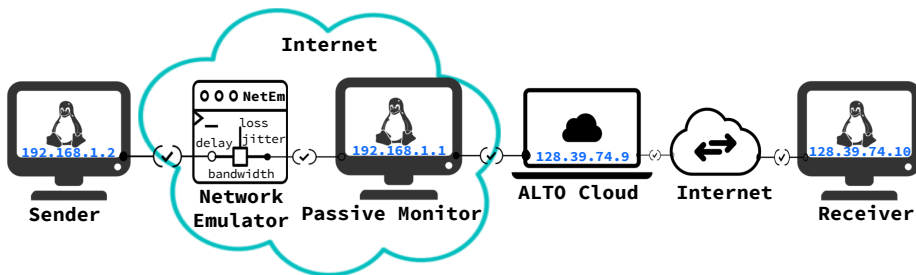 Internet
NetEm
>_
loss
delay
jitter
bandwidth
192.168.1.2
192.168.1.1
128.39.74.9
128.39.74.10
Sender
Network
Emulator
Passive Monitor
ALTO Cloud
Internet
Receiver